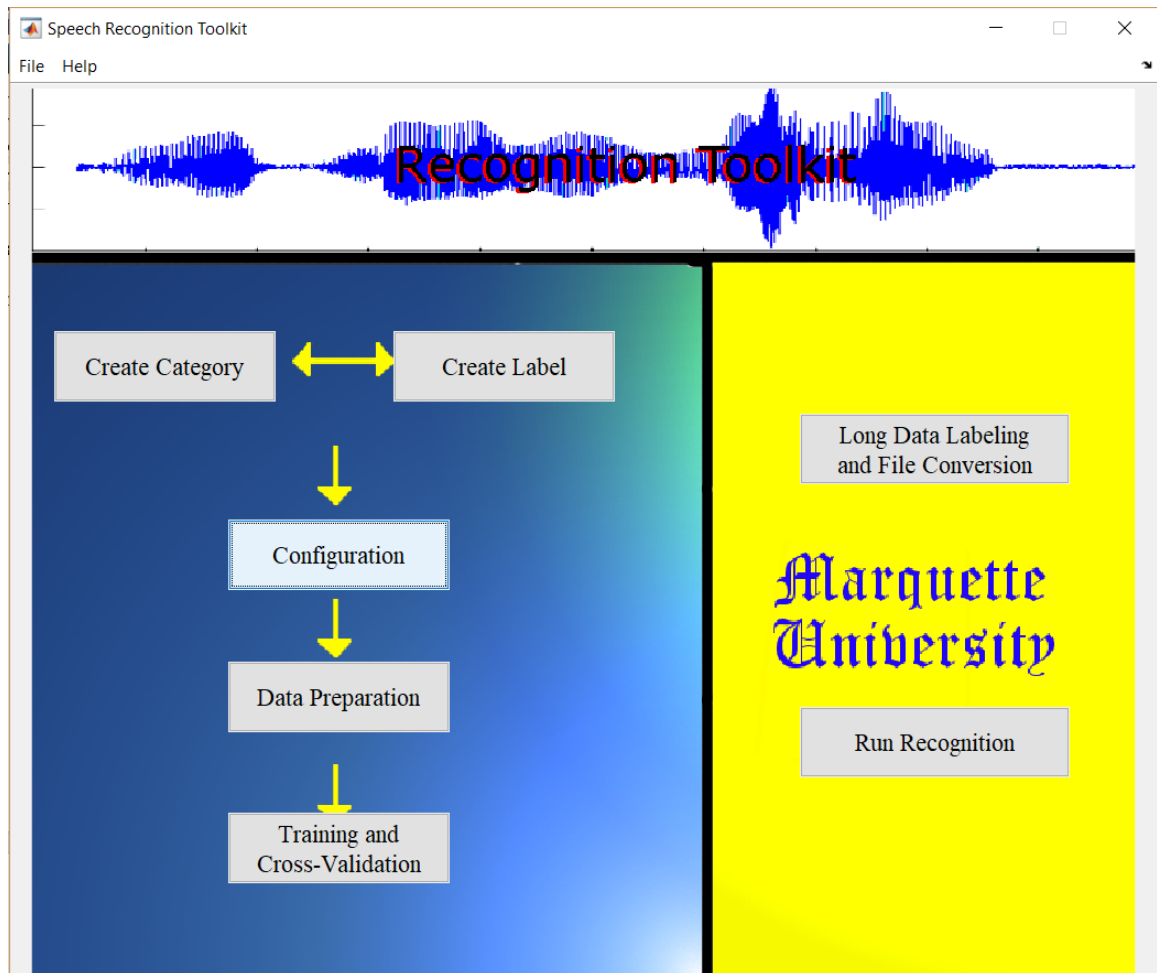 Speech Recognition Toolkit
File Help
Recognition Toolkit
Create Category
Create Label
Configuration
Data Preparation
Training and
Cross-Validation
Long Data Labeling
and File Conversion
Marquette
University
Run Recognition